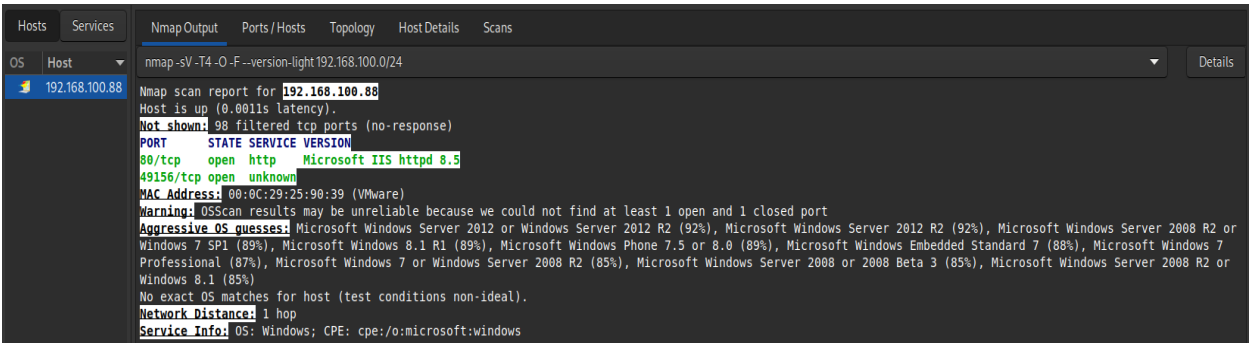 Hosts Services
Nmap Output Ports / Hosts Topology Host Details Scans
OS Host
nmap -sV -T4 -O -F --version-light 192.168.100.0/24 Details
192.168.100.88
Nmap scan report for 192.168.100.88
Host is up (0.0011s latency).
Not shown: 98 filtered tcp ports (no-response)
PORT STATE SERVICE VERSION
80/tcp open http Microsoft IIS httpd 8.5
49156/tcp open unknown
MAC Address: 00:0C:29:25:90:39 (VMware)
Warning: OSScan results may be unreliable because we could not find at least 1 open and 1 closed port
Aggressive OS guesses: Microsoft Windows Server 2012 or Windows Server 2012 R2 (92%), Microsoft Windows Server 2012 R2 (92%), Microsoft Windows Server 2008 R2 or
Windows 7 SP1 (89%), Microsoft Windows 8.1 R1 (89%), Microsoft Windows Phone 7.5 or 8.0 (89%), Microsoft Windows Embedded Standard 7 (88%), Microsoft Windows 7
Professional (87%), Microsoft Windows 7 or Windows Server 2008 R2 (85%), Microsoft Windows Server 2008 or 2008 Beta 3 (85%), Microsoft Windows Server 2008 R2 or
Windows 8.1 (85%)
No exact OS matches for host (test conditions non-ideal).
Network Distance: 1 hop
Service Info: OS: Windows; CPE: cpe:/o:microsoft:windows